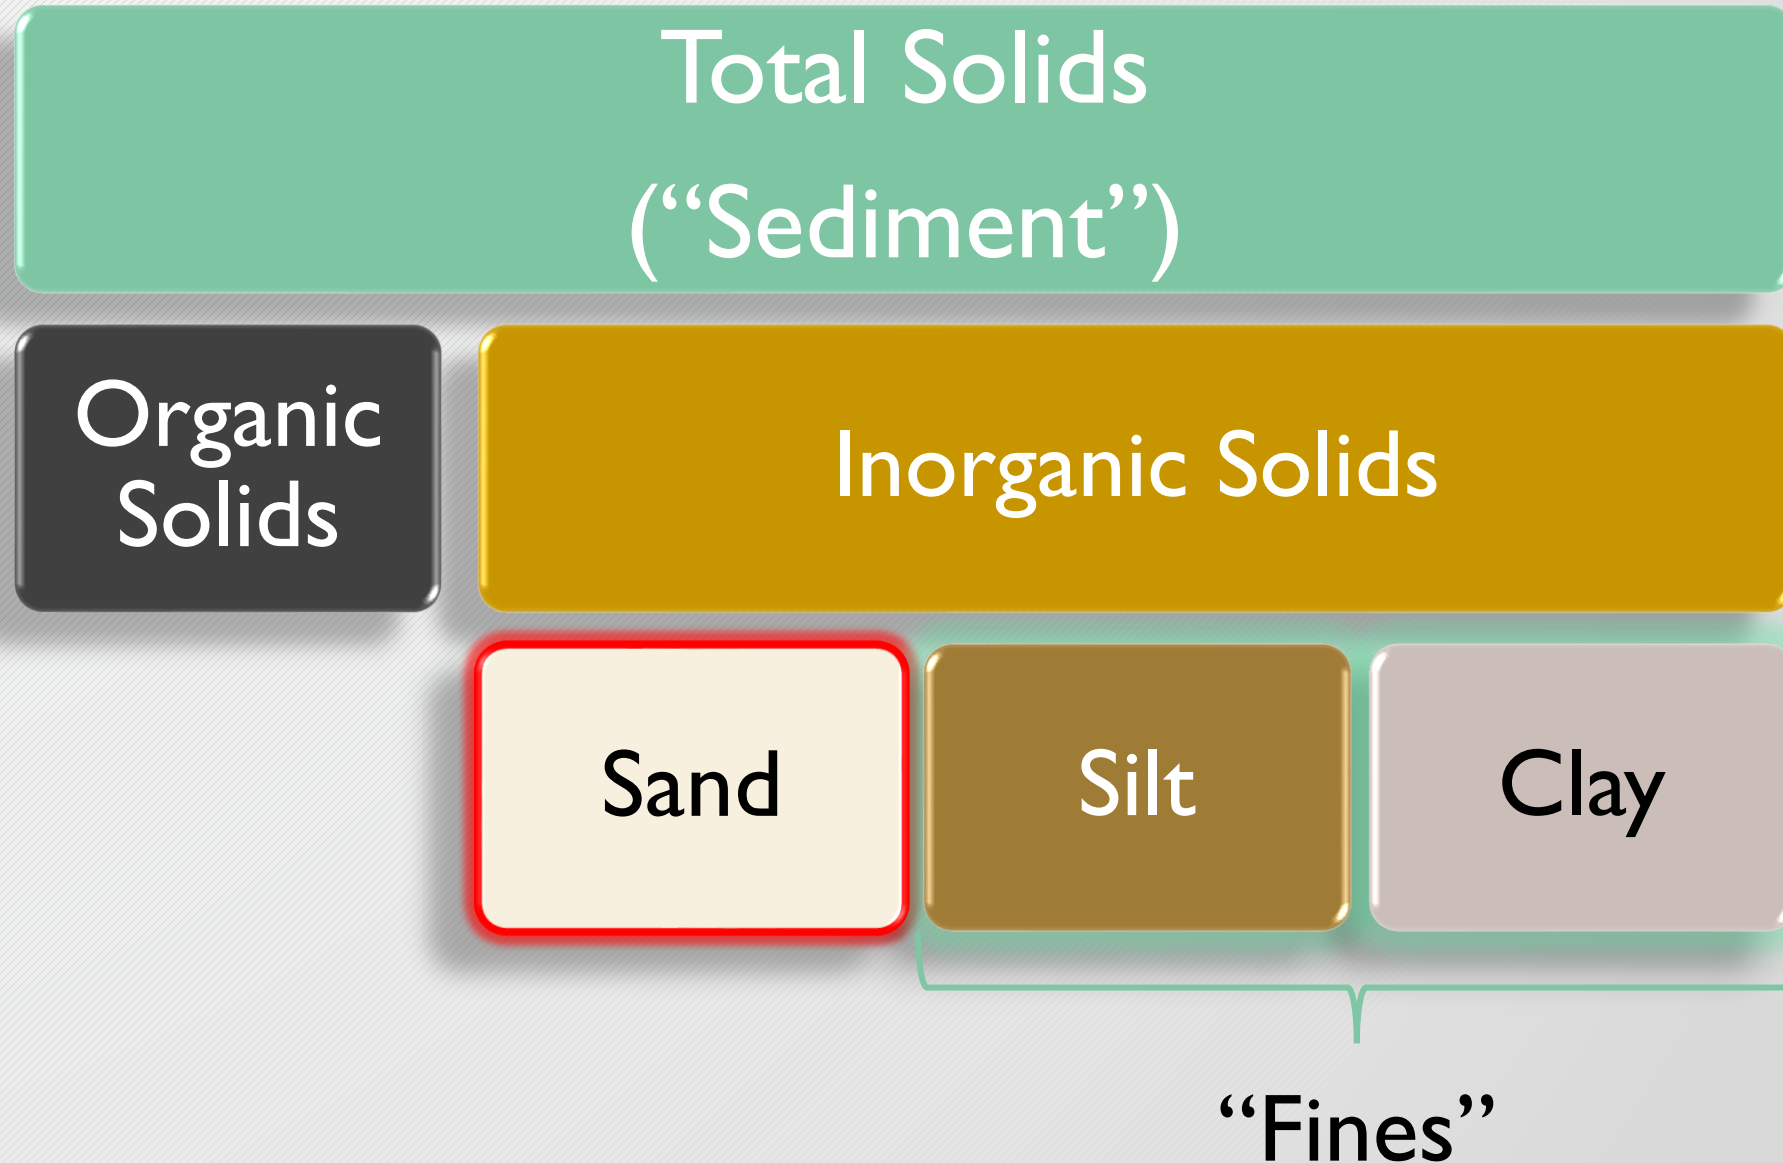 Total Solids
(“Sediment”)
Organic
Solids
Inorganic Solids
Sand
Silt
Clay
“Fines”